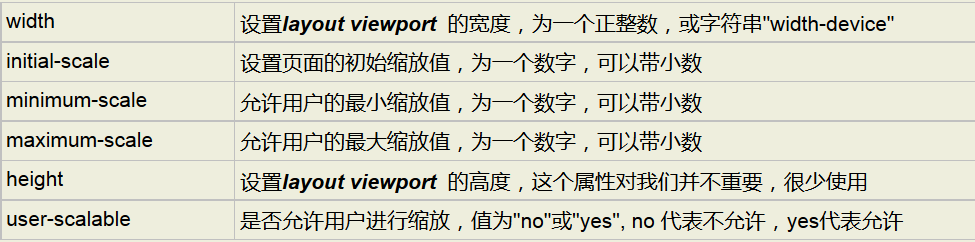 width 设置layout viewport 的宽度，为一个正整数，或字符串"width-device"
initial-scale 设置页面的初始缩放值，为一个数字，可以带小数
minimum-scale 允许用户的最小缩放值，为一个数字，可以带小数
maximum-scale 允许用户的最大缩放值，为一个数字，可以带小数
height 设置layout viewport 的高度，这个属性对我们并不重要，很少使用
user-scalable 是否允许用户进行缩放，值为"no"或"yes", no 代表不允许，yes代表允许